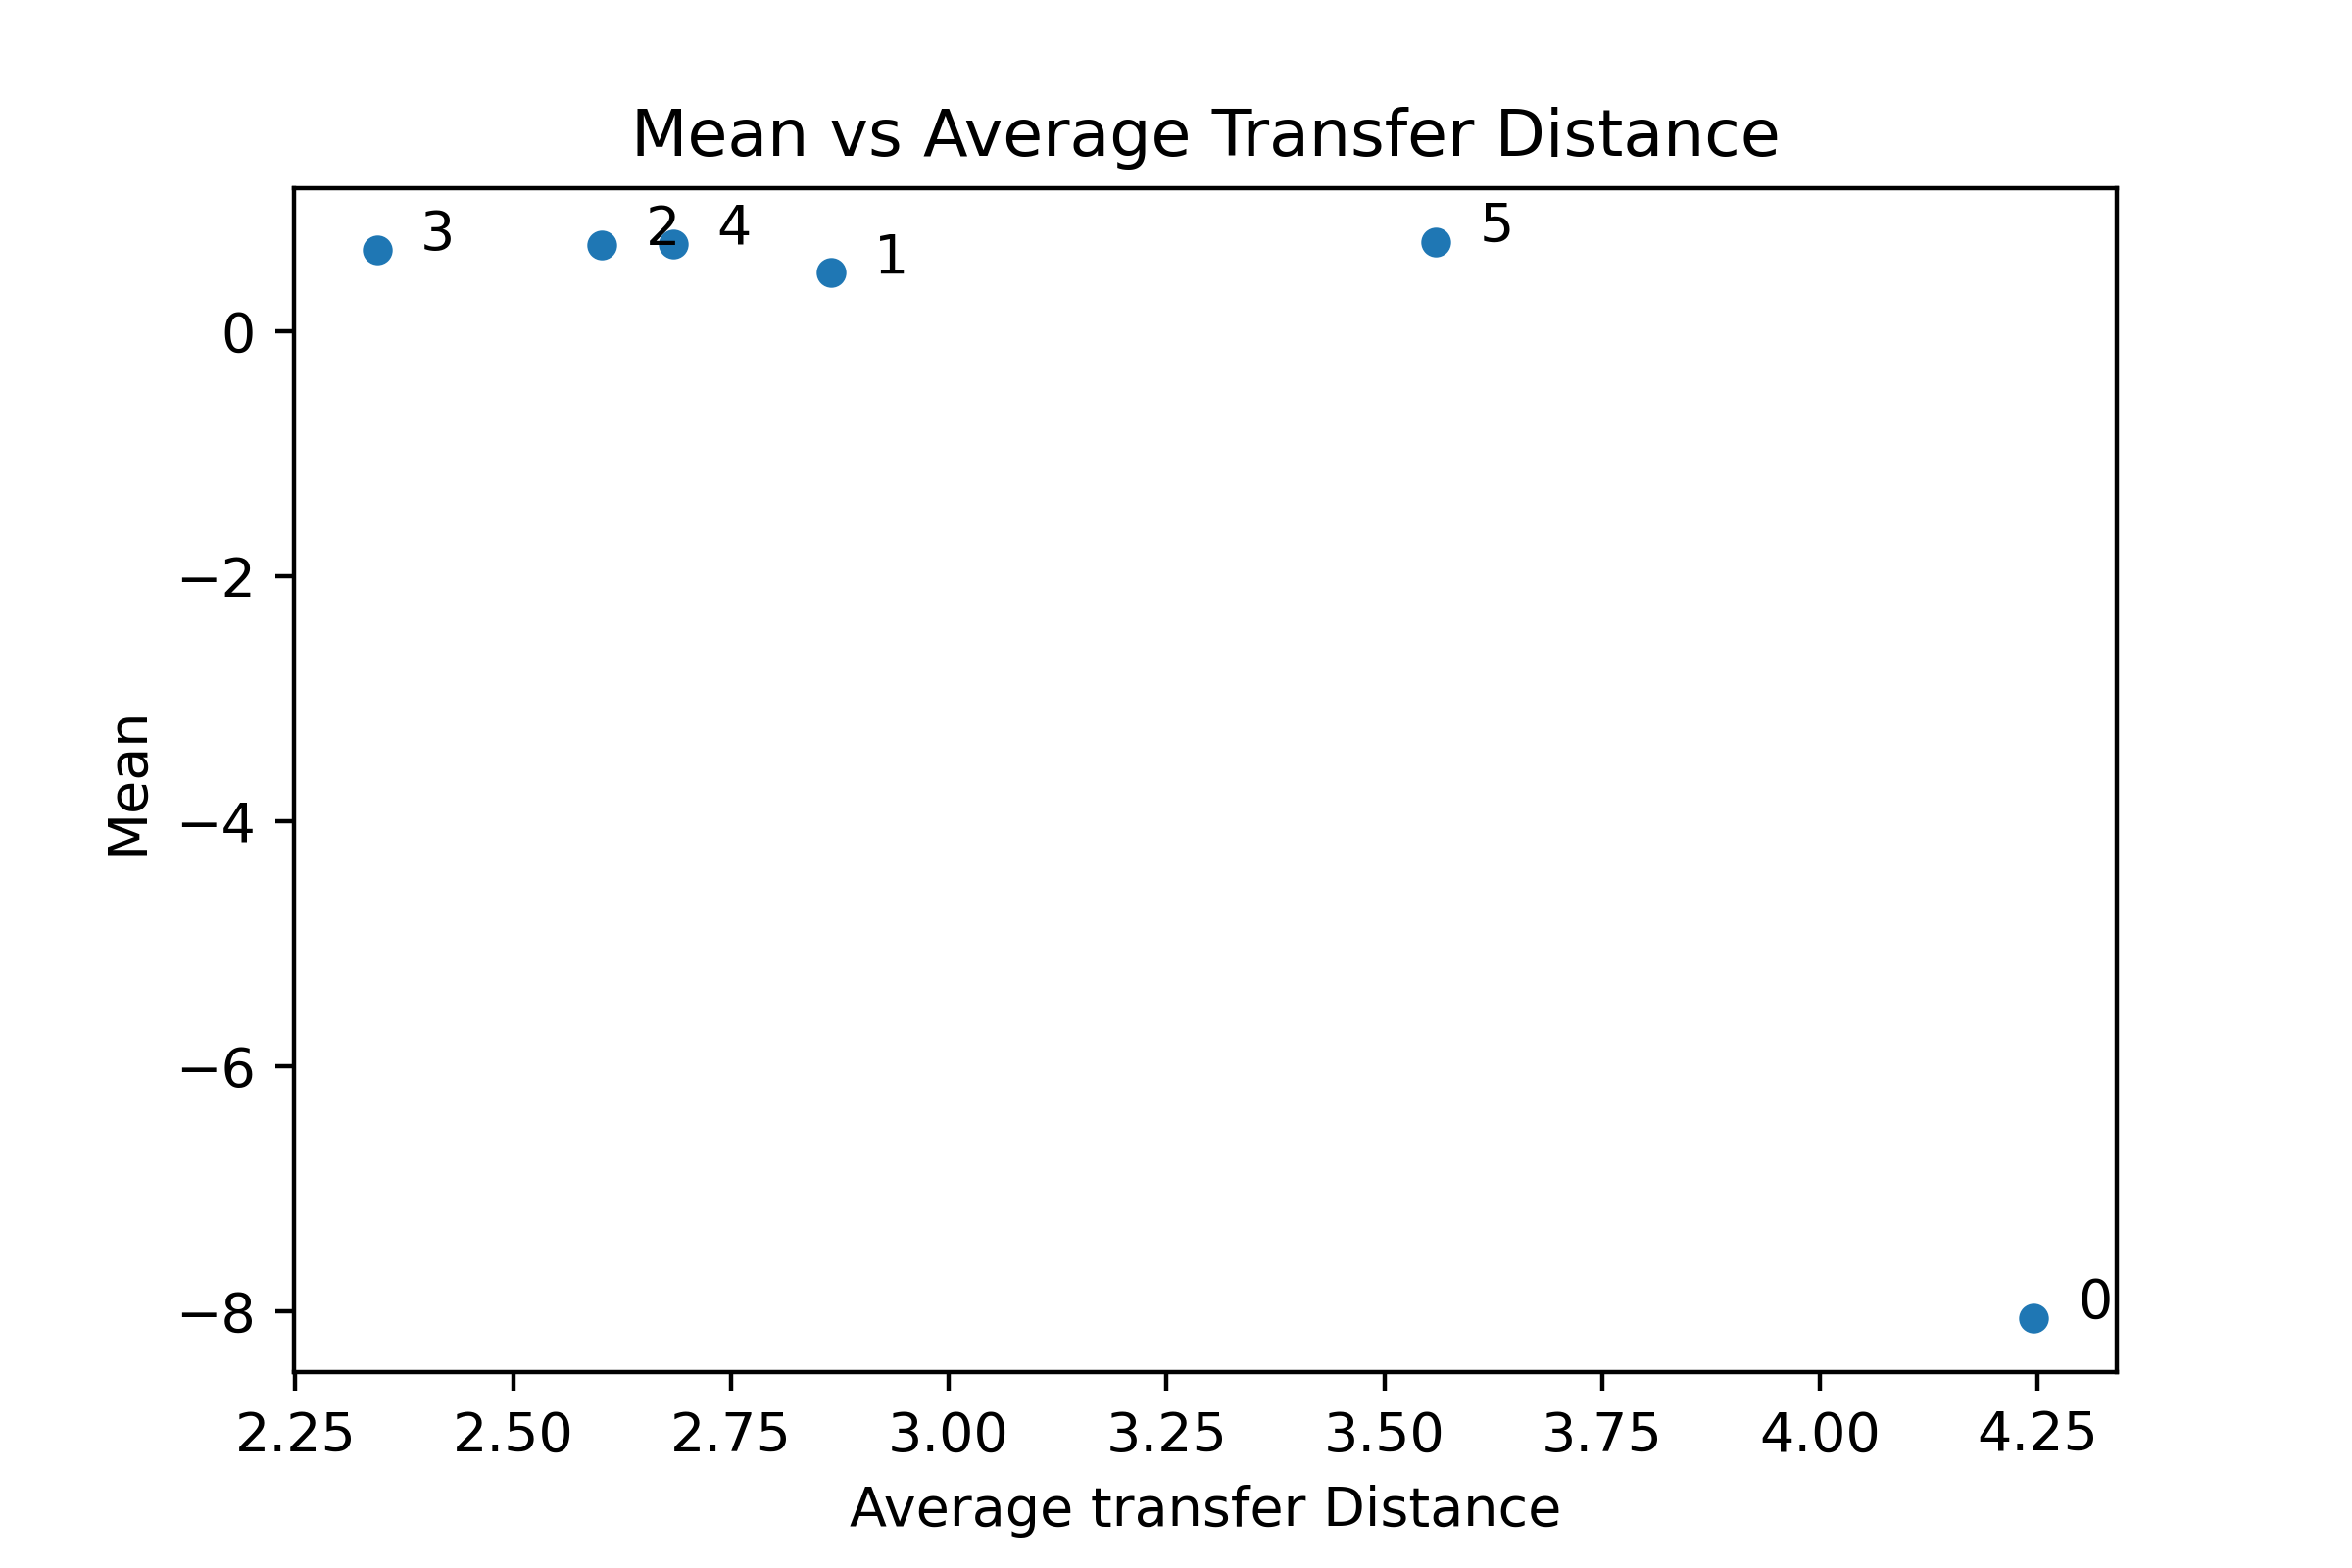 Mean vs Average Transfer Distance
3
2
4
1
5
0
0
−2
−4
−6
−8
Mean
2.25 2.50 2.75 3.00 3.25 3.50 3.75 4.00 4.25
Average transfer Distance